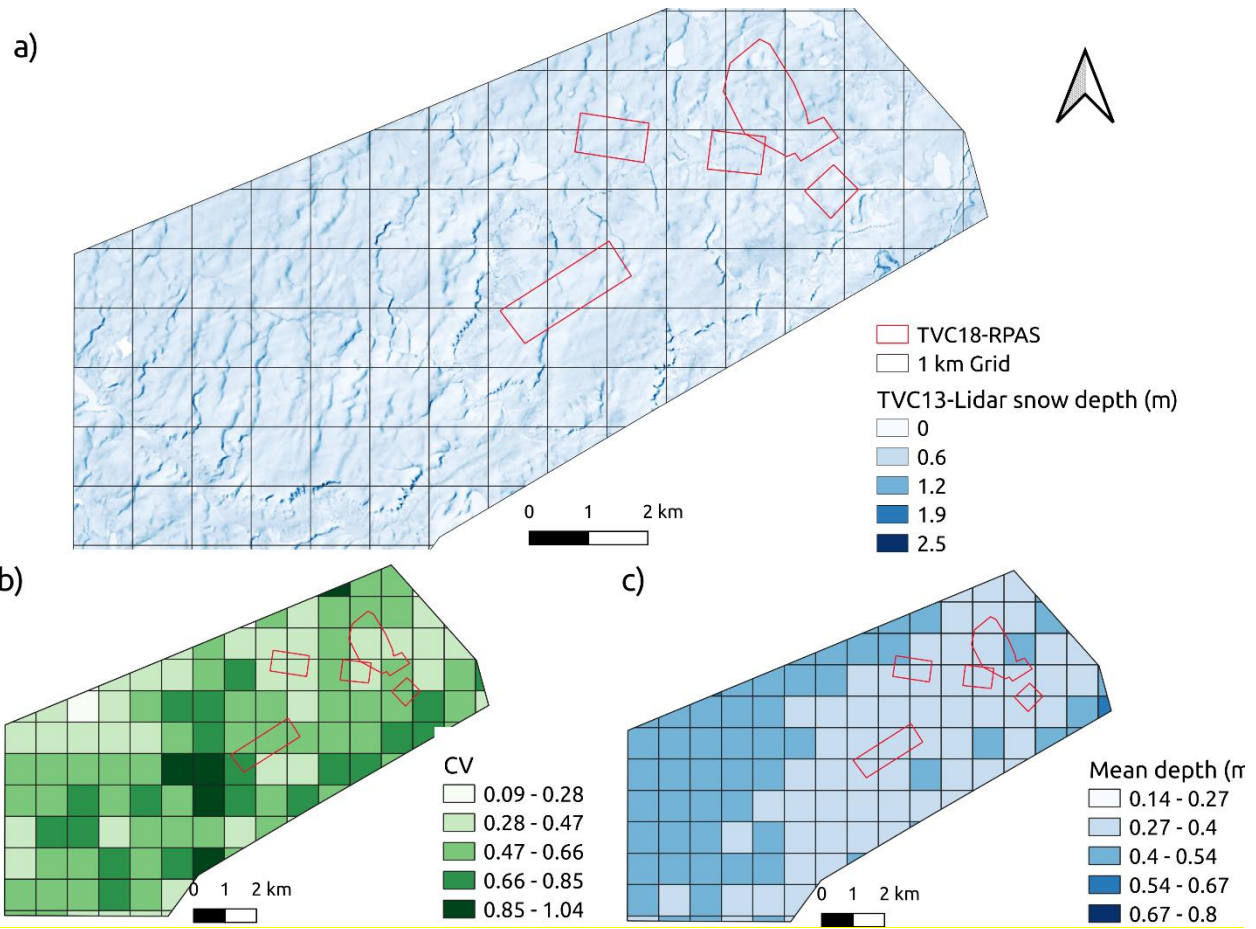 a)
TVC18-RPAS
1 km Grid
TVC13-Lidar snow depth (m)
0
0.6
1.2
1.9
2.5
0 1 2 km
b)
CV
0.09 - 0.28
0.28 - 0.47
0.47 - 0.66
0.66 - 0.85
0.85 - 1.04
0 1 2 km
c)
Mean depth (m
0.14 - 0.27
0.27 - 0.4
0.4 - 0.54
0.54 - 0.67
0.67 - 0.8
0 1 2 km